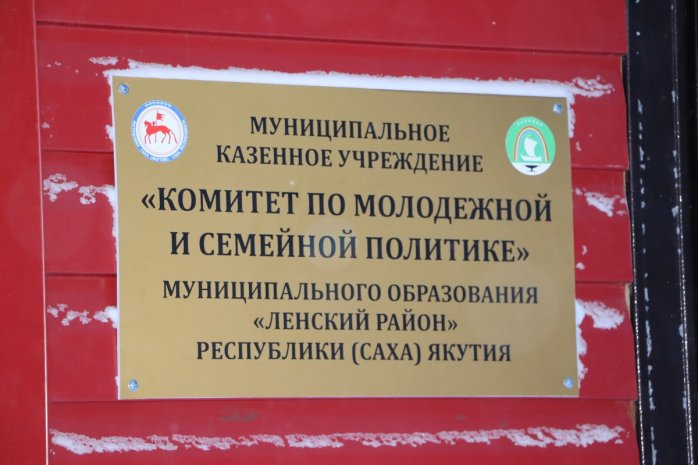 МУНИЦИПАЛЬНОЕ
КАЗЕННОЕ УЧРЕЖДЕНИЕ
«КОМИТЕТ ПО МОЛОДЕЖНОЙ
И СЕМЕЙНОЙ ПОЛИТИКЕ»
МУНИЦИПАЛЬНОГО ОБРАЗОВАНИЯ
«ЛЕНСКИЙ РАЙОН»
РЕСПУБЛИКИ (САХА) ЯКУТИЯ